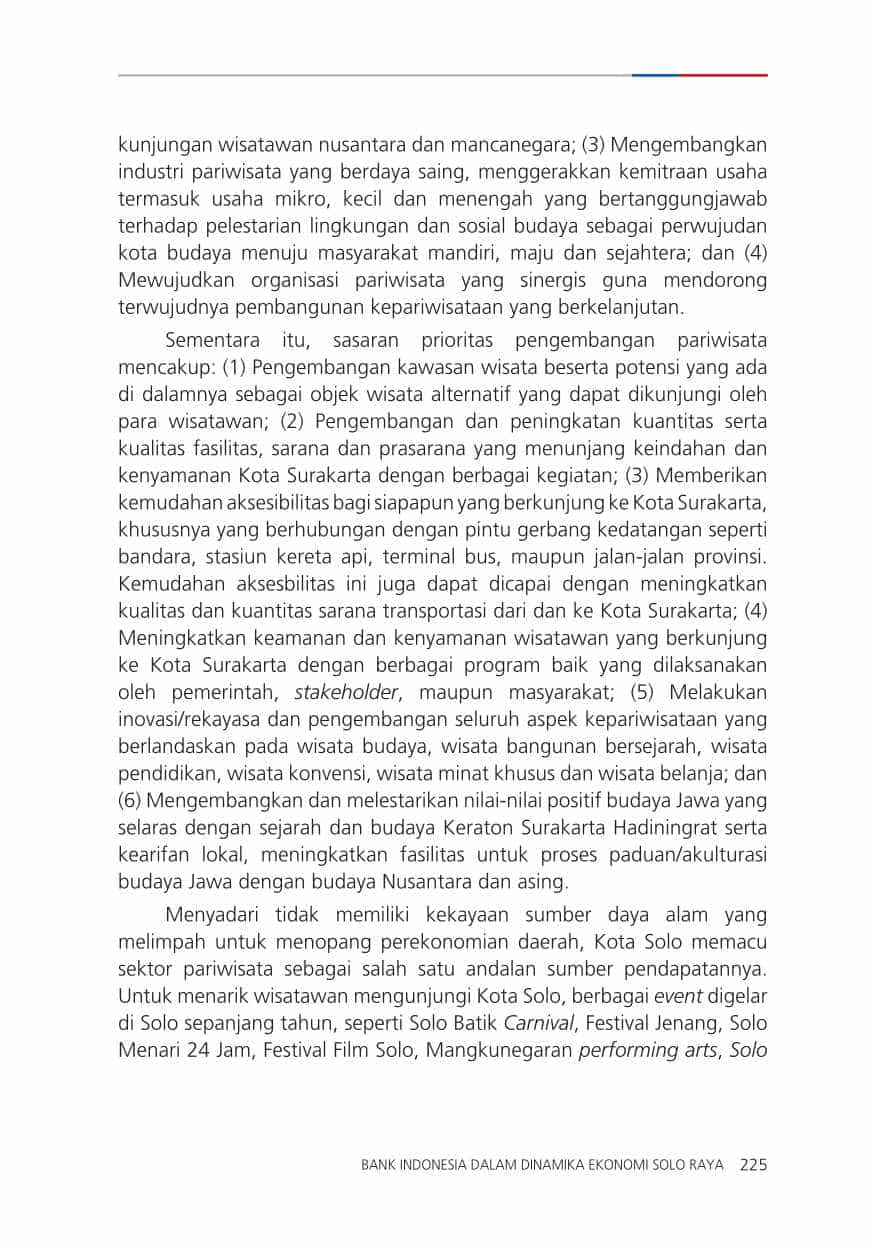 kunjungan wisatawan nusantara dan mancanegara; (3) Mengembangkan
industri pariwisata yang berdaya saing, menggerakkan kemitraan usaha
termasuk usaha mikro, kecil dan menengah yang bertanggungjawab
terhadap pelestarian lingkungan dan sosial budaya sebagai perwujudan
kota budaya menuju masyarakat mandiri, maju dan sejahtera; dan (4)
Mewujudkan organisasi pariwisata yang sinergis guna mendorong
terwujudnya pembangunan kepariwisataan yang berkelanjutan.
Sementara itu, sasaran prioritas pengembangan pariwisata
mencakup: (1) Pengembangan kawasan wisata beserta potensi yang ada
di dalamnya sebagai objek wisata alternatif yang dapat dikunjungi oleh
para wisatawan; (2) Pengembangan dan peningkatan kuantitas serta
kualitas fasilitas, sarana dan prasarana yang menunjang keindahan dan
kenyamanan Kota Surakarta dengan berbagai kegiatan; (3) Memberikan
kemudahan aksesibilitas bagi siapapun yang berkunjung ke Kota Surakarta,
khususnya yang berhubungan dengan pintu gerbang kedatangan seperti
bandara, stasiun kereta api, terminal bus, maupun jalan-jalan provinsi.
Kemudahan aksesbilitas ini juga dapat dicapai dengan meningkatkan
kualitas dan kuantitas sarana transportasi dari dan ke Kota Surakarta; (4)
Meningkatkan keamanan dan kenyamanan wisatawan yang berkunjung
ke Kota Surakarta dengan berbagai program baik yang dilaksanakan
oleh pemerintah, stakeholder, maupun masyarakat; (5) Melakukan
inovasi/rekayasa dan pengembangan seluruh aspek kepariwisataan yang
berlandaskan pada wisata budaya, wisata bangunan bersejarah, wisata
pendidikan, wisata konvensi, wisata minat khusus dan wisata belanja; dan
(6) Mengembangkan dan melestarikan nilai-nilai positif budaya Jawa yang
selaras dengan sejarah dan budaya Keraton Surakarta Hadiningrat serta
kearifan lokal, meningkatkan fasilitas untuk proses paduan/akulturasi
budaya Jawa dengan budaya Nusantara dan asing.
Menyadari tidak memiliki kekayaan sumber daya alam yang
melimpah untuk menopang perekonomian daerah, Kota Solo memacu
sektor pariwisata sebagai salah satu andalan sumber pendapatannya.
Untuk menarik wisatawan mengunjungi Kota Solo, berbagai event digelar
di Solo sepanjang tahun, seperti Solo Batik Carnival, Festival Jenang, Solo
Menari 24 Jam, Festival Film Solo, Mangkunegaran performing arts, Solo
BANK INDONESIA DALAM DINAMIKA EKONOMI SOLO RAYA 225